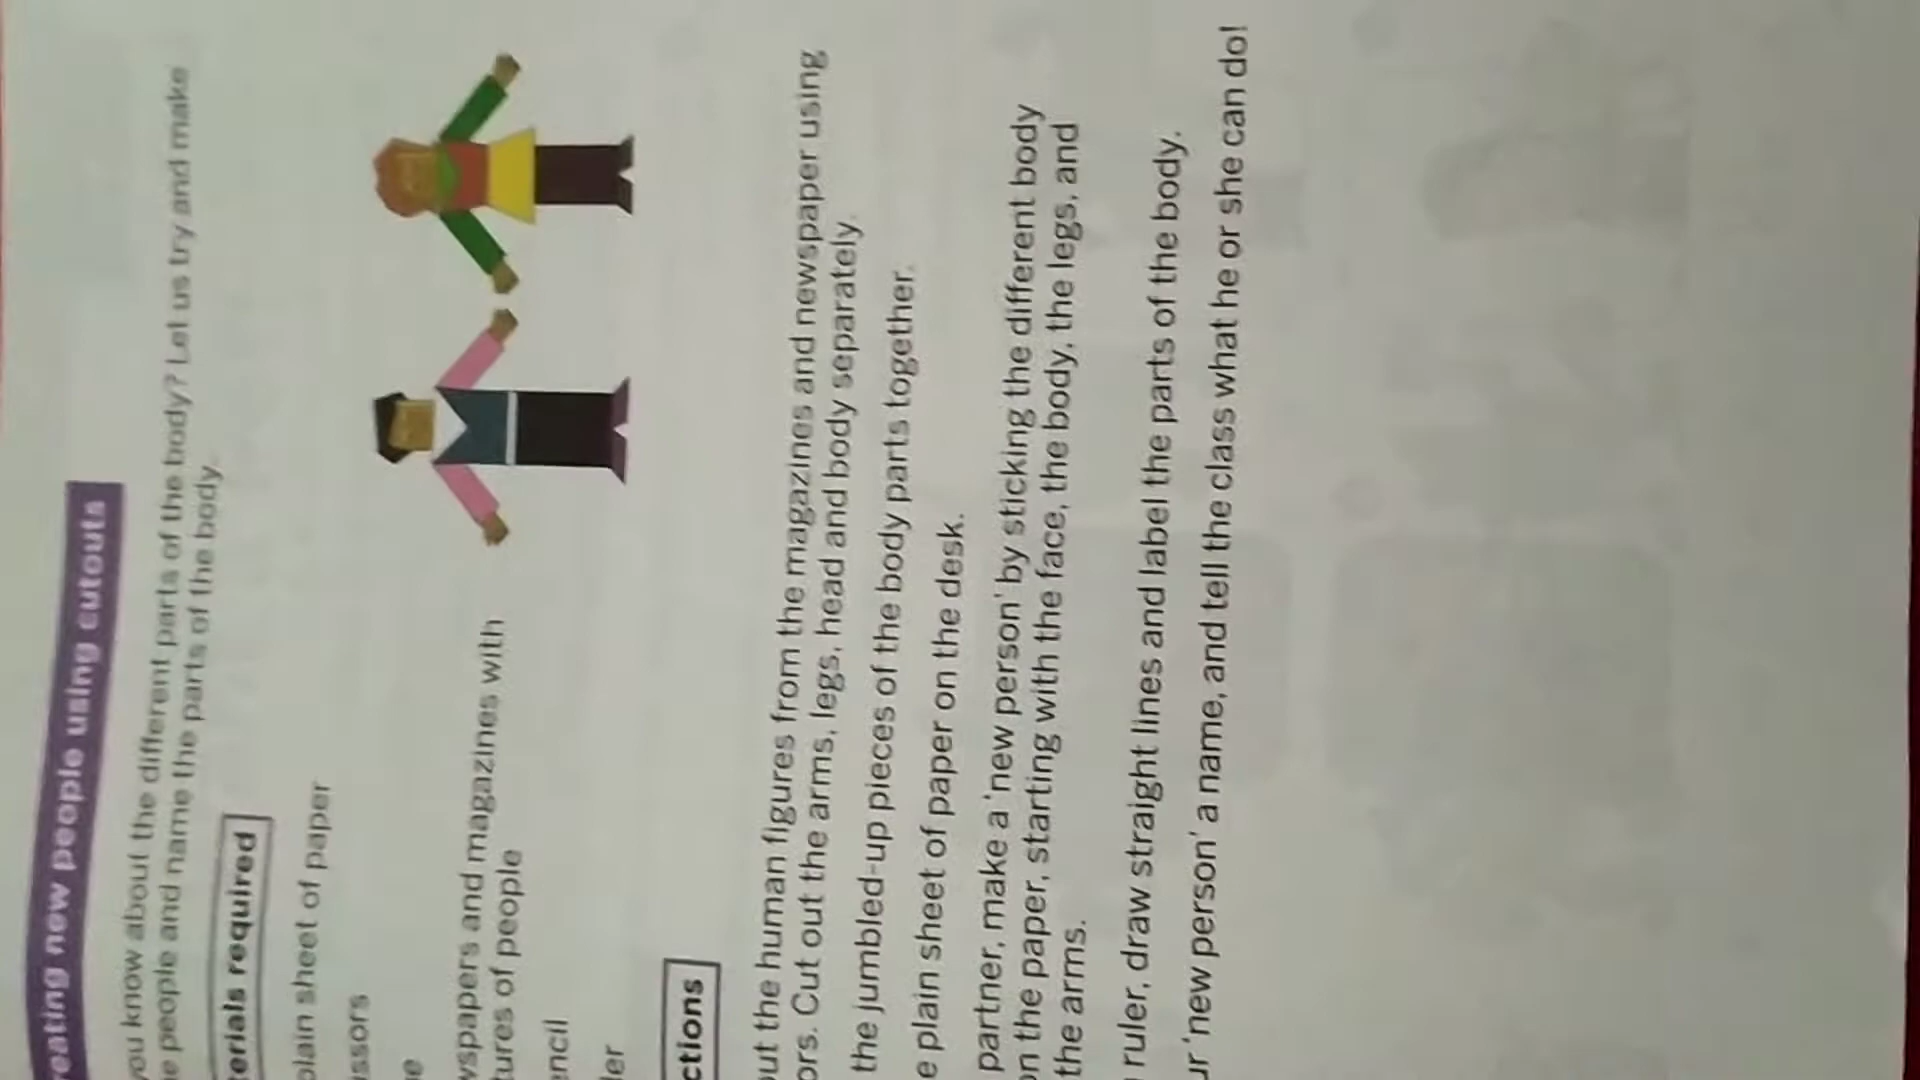 eating new people using cutouts
you know about the different parts of the body? Let us try and make
e people and name the parts of the body.
terials required
plain sheet of paper
issors
e
wspapers and magazines with
tures of people
encil
ler
ctions
out the human figures from the magazines and newspaper using
ors. Cut out the arms, legs, head and body separately.
the jumbled-up pieces of the body parts together.
e plain sheet of paper on the desk.
partner, make a 'new person' by sticking the different body
on the paper, starting with the face, the body, the legs, and
the arms.
ruler, draw straight lines and label the parts of the body.
ur 'new person' a name, and tell the class what he or she can do!